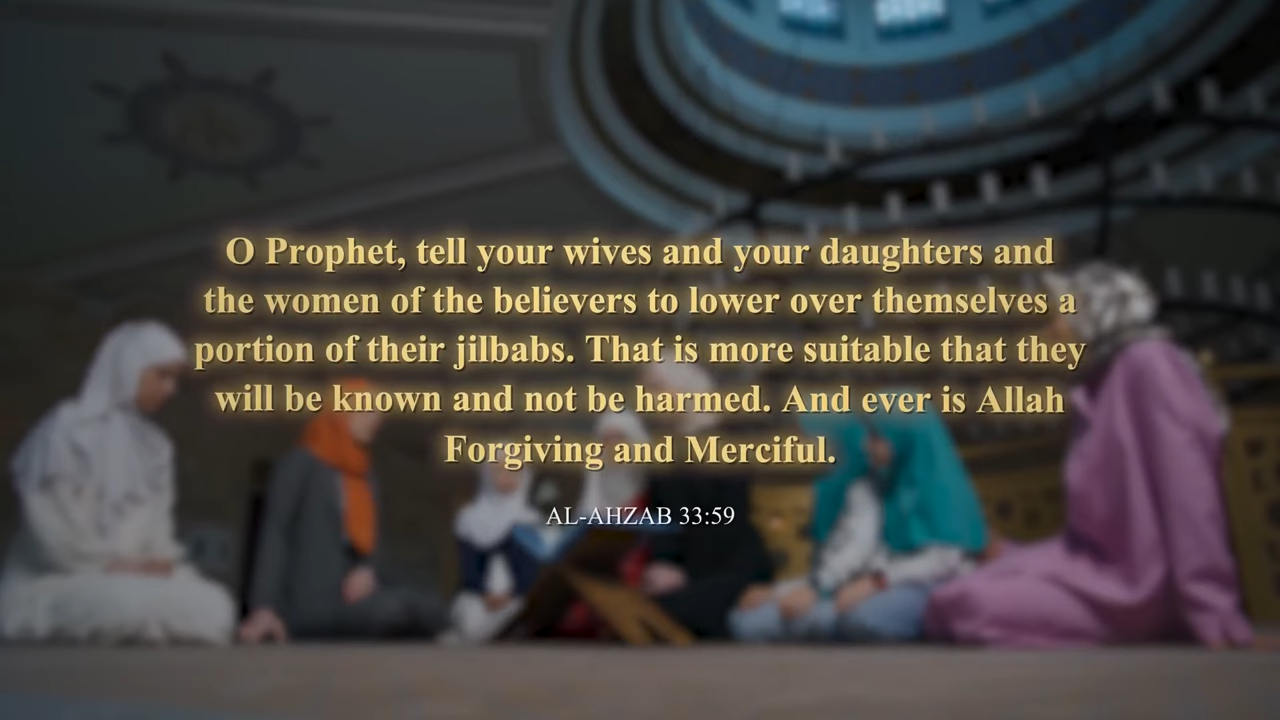 O Prophet, tell your wives and your daughters and
the women of the believers to lower over themselves a
portion of their jilbabs. That is more suitable that they
will be known and not be harmed. And ever is Allah
Forgiving and Merciful.
AL-AHZAB 33:59